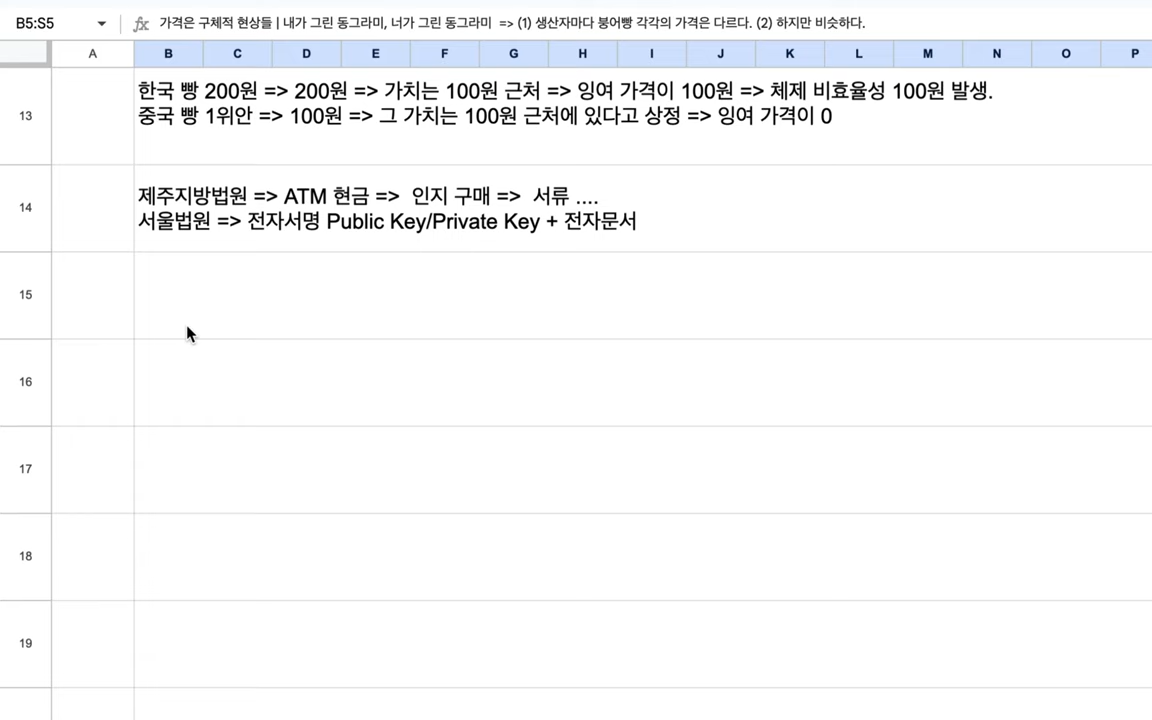 B5:S5
fx 가격은 구체적 현상들 | 내가 그린 동그라미, 너가 그린 동그라미 => (1) 생산자마다 붕어빵 각각의 가격은 다르다. (2) 하지만 비슷하다.
A B C D E F G H I J K L M N O P
13
한국 빵 200원 => 200원 => 가치는 100원 근처 => 잉여 가격이 100원 => 체제 비효율성 100원 발생.
중국 빵 1위안 => 100원 => 그 가치는 100원 근처에 있다고 상정 => 잉여 가격이 0
14
제주지방법원 => ATM 현금 => 인지 구매 => 서류 ....
서울법원 => 전자서명 Public Key/Private Key + 전자문서
15
16
17
18
19